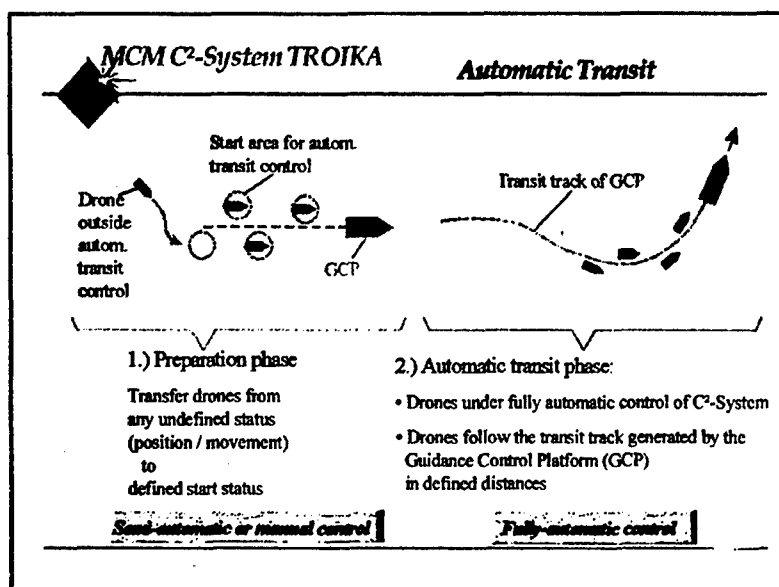 MCM C²-System TROIKA
Automatic Transit
Start area for autom.
transit control
Drone
outside
autom.
transit
control
GCP
Transit track of GCP
1.) Preparation phase
Transfer drones from
any undefined status
(position / movement)
to
defined start status
Semi-automatic or manual control
2.) Automatic transit phase:
• Drones under fully automatic control of C²-System
• Drones follow the transit track generated by the
Guidance Control Platform (GCP)
in defined distances
Fully-automatic control